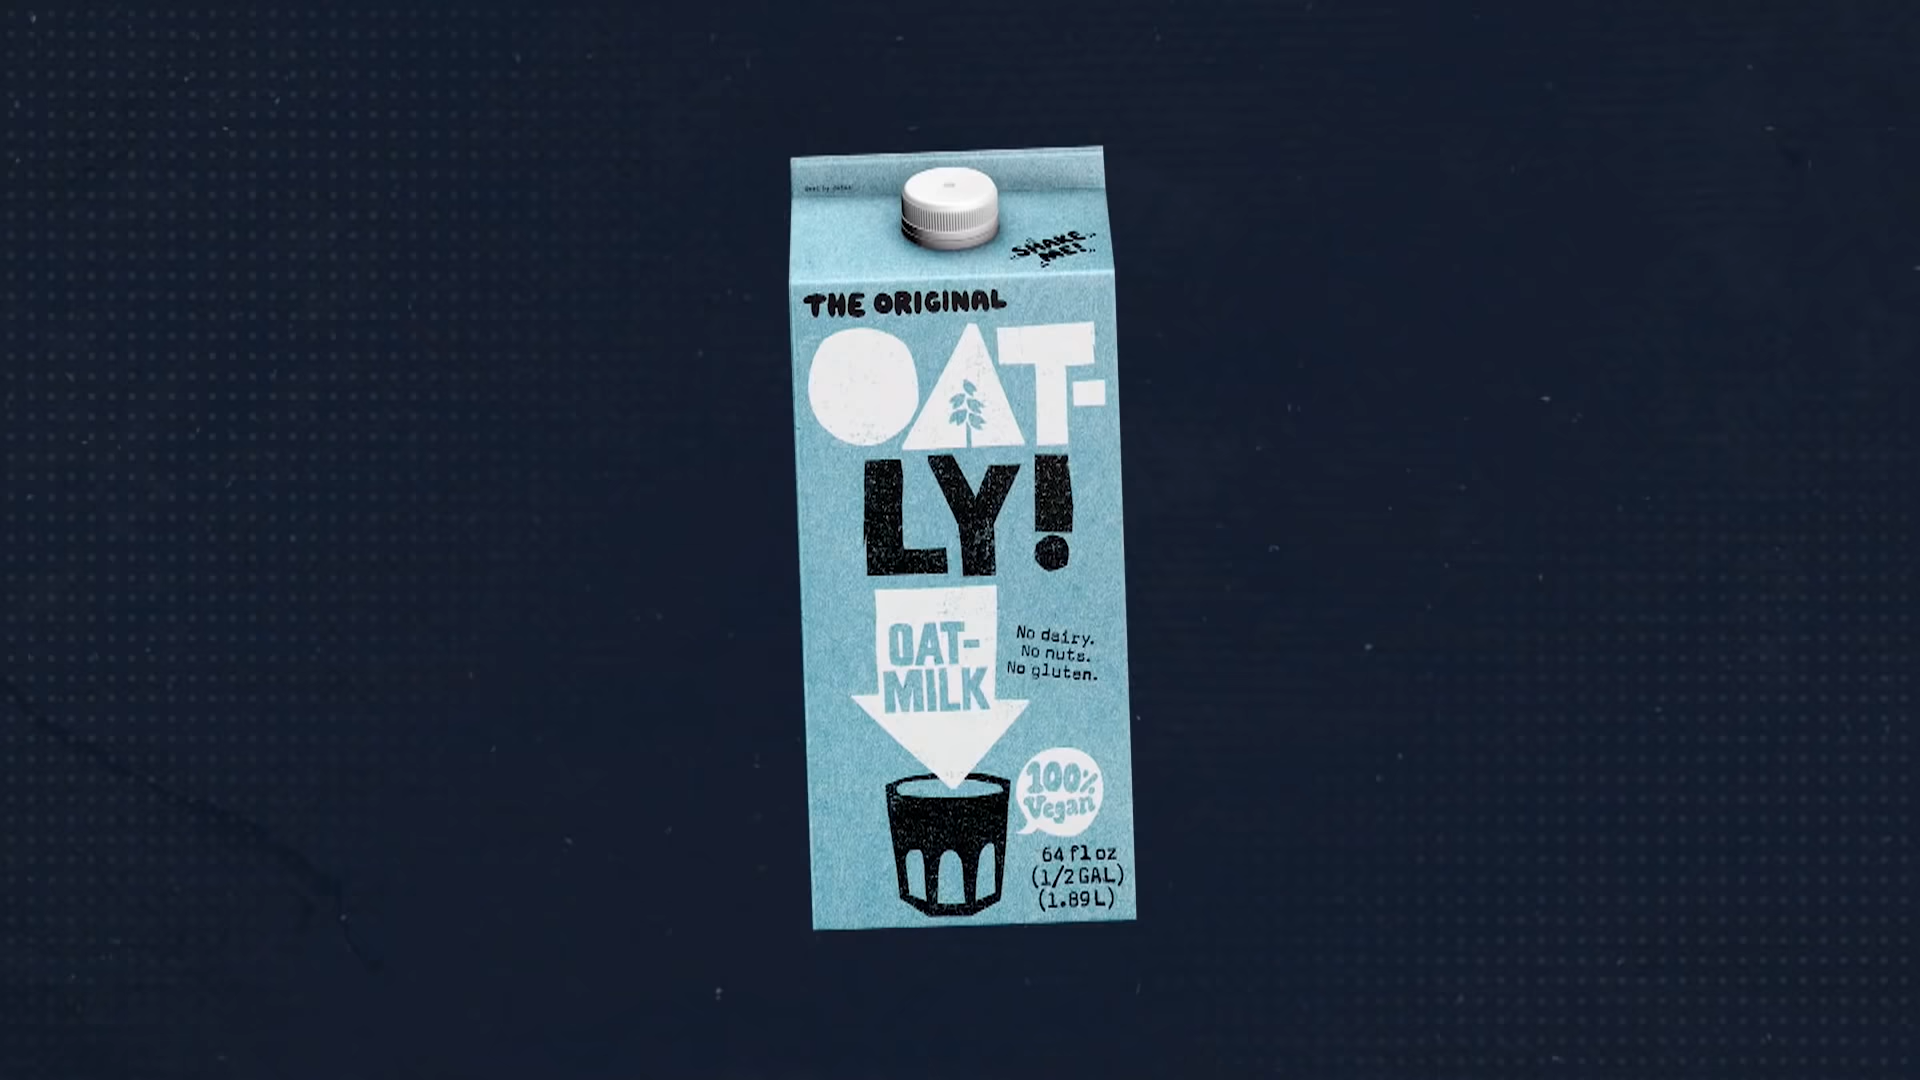 SHAKE
ME!
THE ORIGINAL
OAT-
LY!
OAT-
MILK
No dairy.
No nuts.
No gluten.
100%
Vegan
64 fl oz
(1/2 GAL)
(1.89 L)